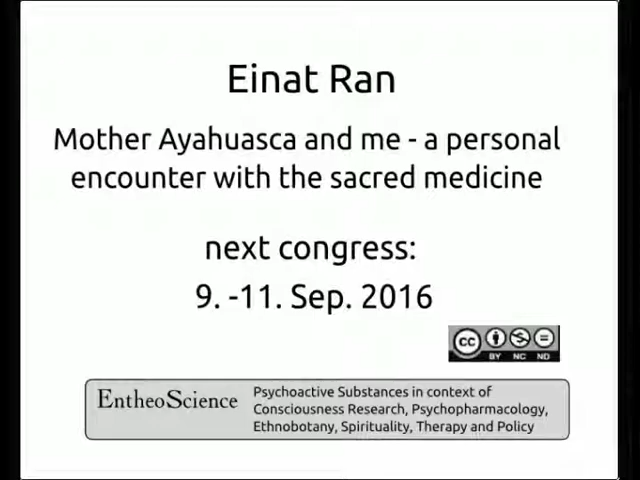 Einat Ran
Mother Ayahuasca and me - a personal
encounter with the sacred medicine
next congress:
9. -11. Sep. 2016
cc
BY NC ND
EntheoScience
Psychoactive Substances in context of
Consciousness Research, Psychopharmacology,
Ethnobotany, Spirituality, Therapy and Policy